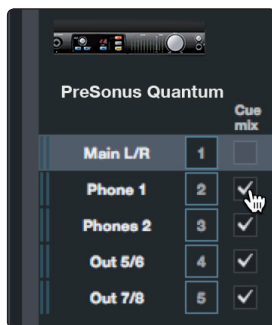 PreSonus Quantum
Cue
mix
Main L/R 1
Phone 1 2
Phones 2 3
Out 5/6 4
Out 7/8 5